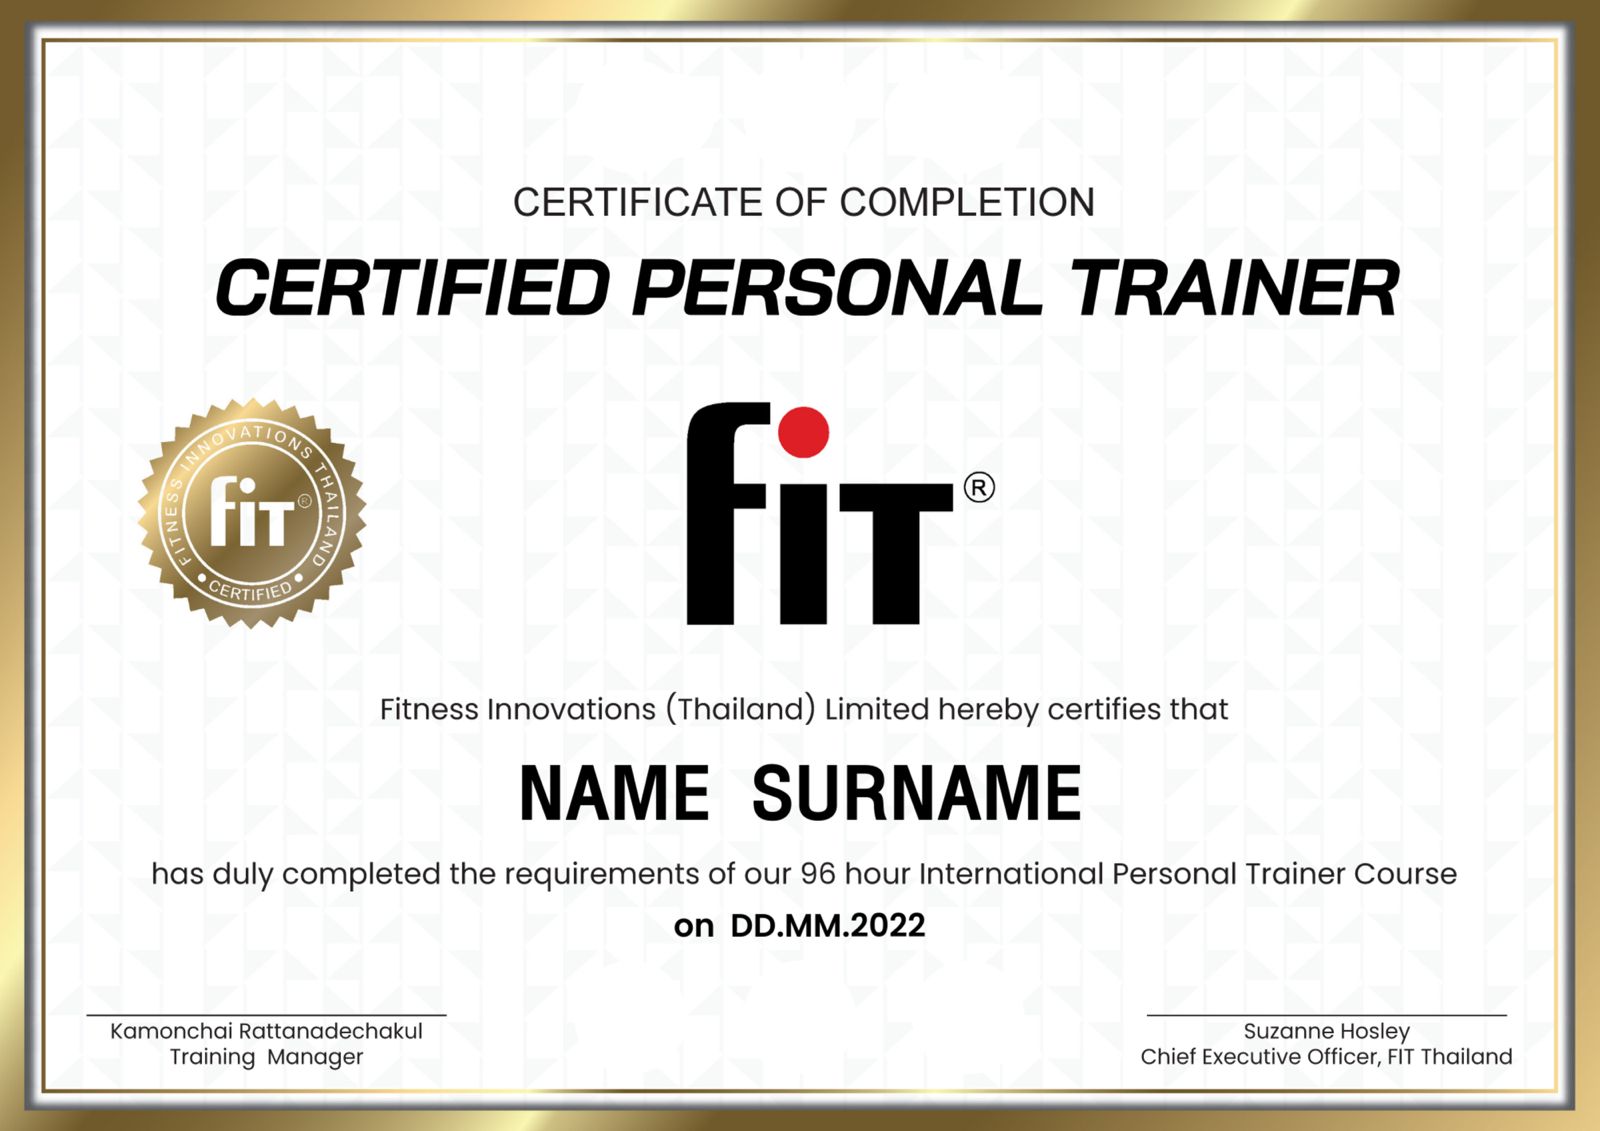 CERTIFICATE OF COMPLETION
CERTIFIED PERSONAL TRAINER
FITNESS INNOVATIONS THAILAND
fiT®
• CERTIFIED •
fiT®
Fitness Innovations (Thailand) Limited hereby certifies that
NAME SURNAME
has duly completed the requirements of our 96 hour International Personal Trainer Course
on DD.MM.2022
Kamonchai Rattanadechakul
Training Manager
Suzanne Hosley
Chief Executive Officer, FIT Thailand